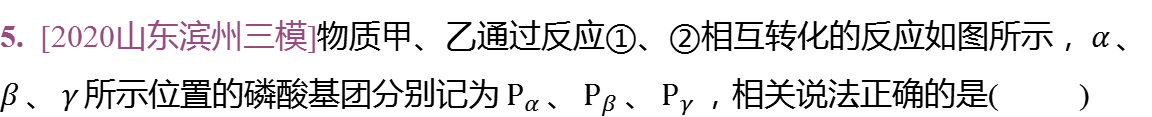 5. [2020山东滨州三模]物质甲、乙通过反应①、②相互转化的反应如图所示，α、
β、γ所示位置的磷酸基团分别记为 Pα、Pβ、Pγ，相关说法正确的是(　　)